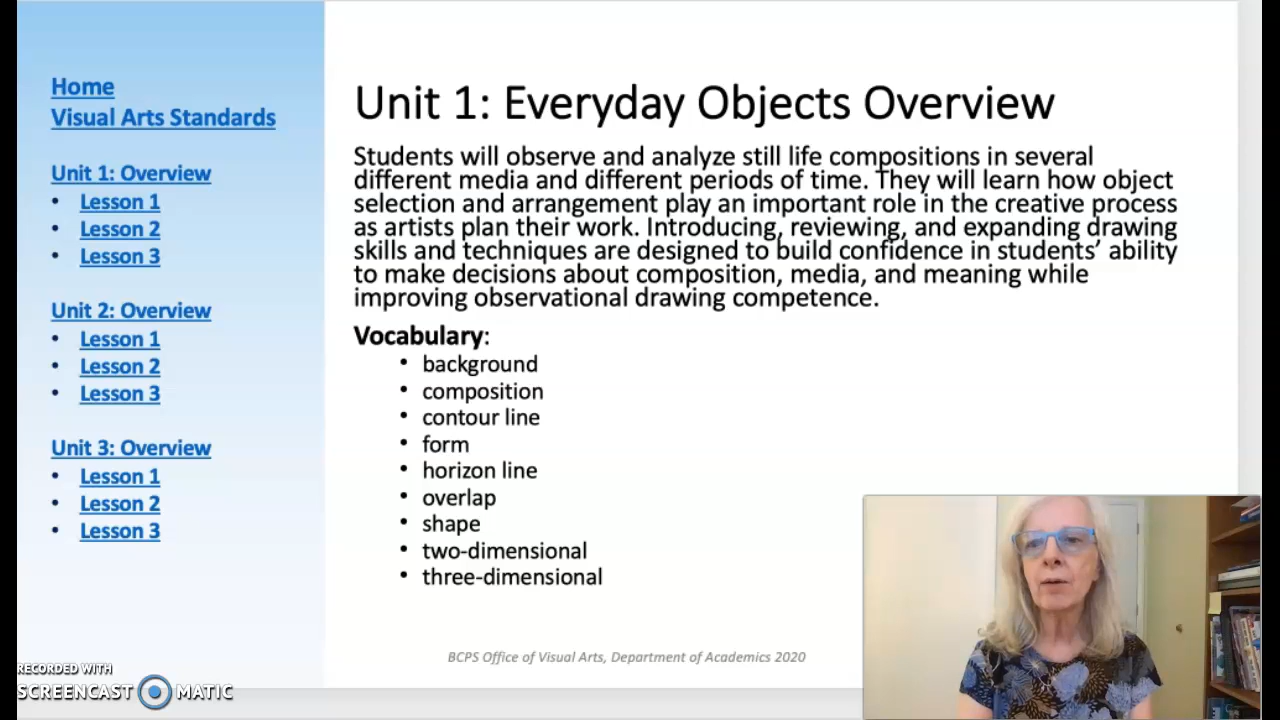 Home
Visual Arts Standards
Unit 1: Overview
• Lesson 1
• Lesson 2
• Lesson 3
Unit 2: Overview
• Lesson 1
• Lesson 2
• Lesson 3
Unit 3: Overview
• Lesson 1
• Lesson 2
• Lesson 3
Unit 1: Everyday Objects Overview
Students will observe and analyze still life compositions in several
different media and different periods of time. They will learn how object
selection and arrangement play an important role in the creative process
as artists plan their work. Introducing, reviewing, and expanding drawing
skills and techniques are designed to build confidence in students’ ability
to make decisions about composition, media, and meaning while
improving observational drawing competence.
Vocabulary:
• background
• composition
• contour line
• form
• horizon line
• overlap
• shape
• two-dimensional
• three-dimensional
BCPS Office of Visual Arts, Department of Academics 2020
RECORDED WITH
SCREENCAST MATIC